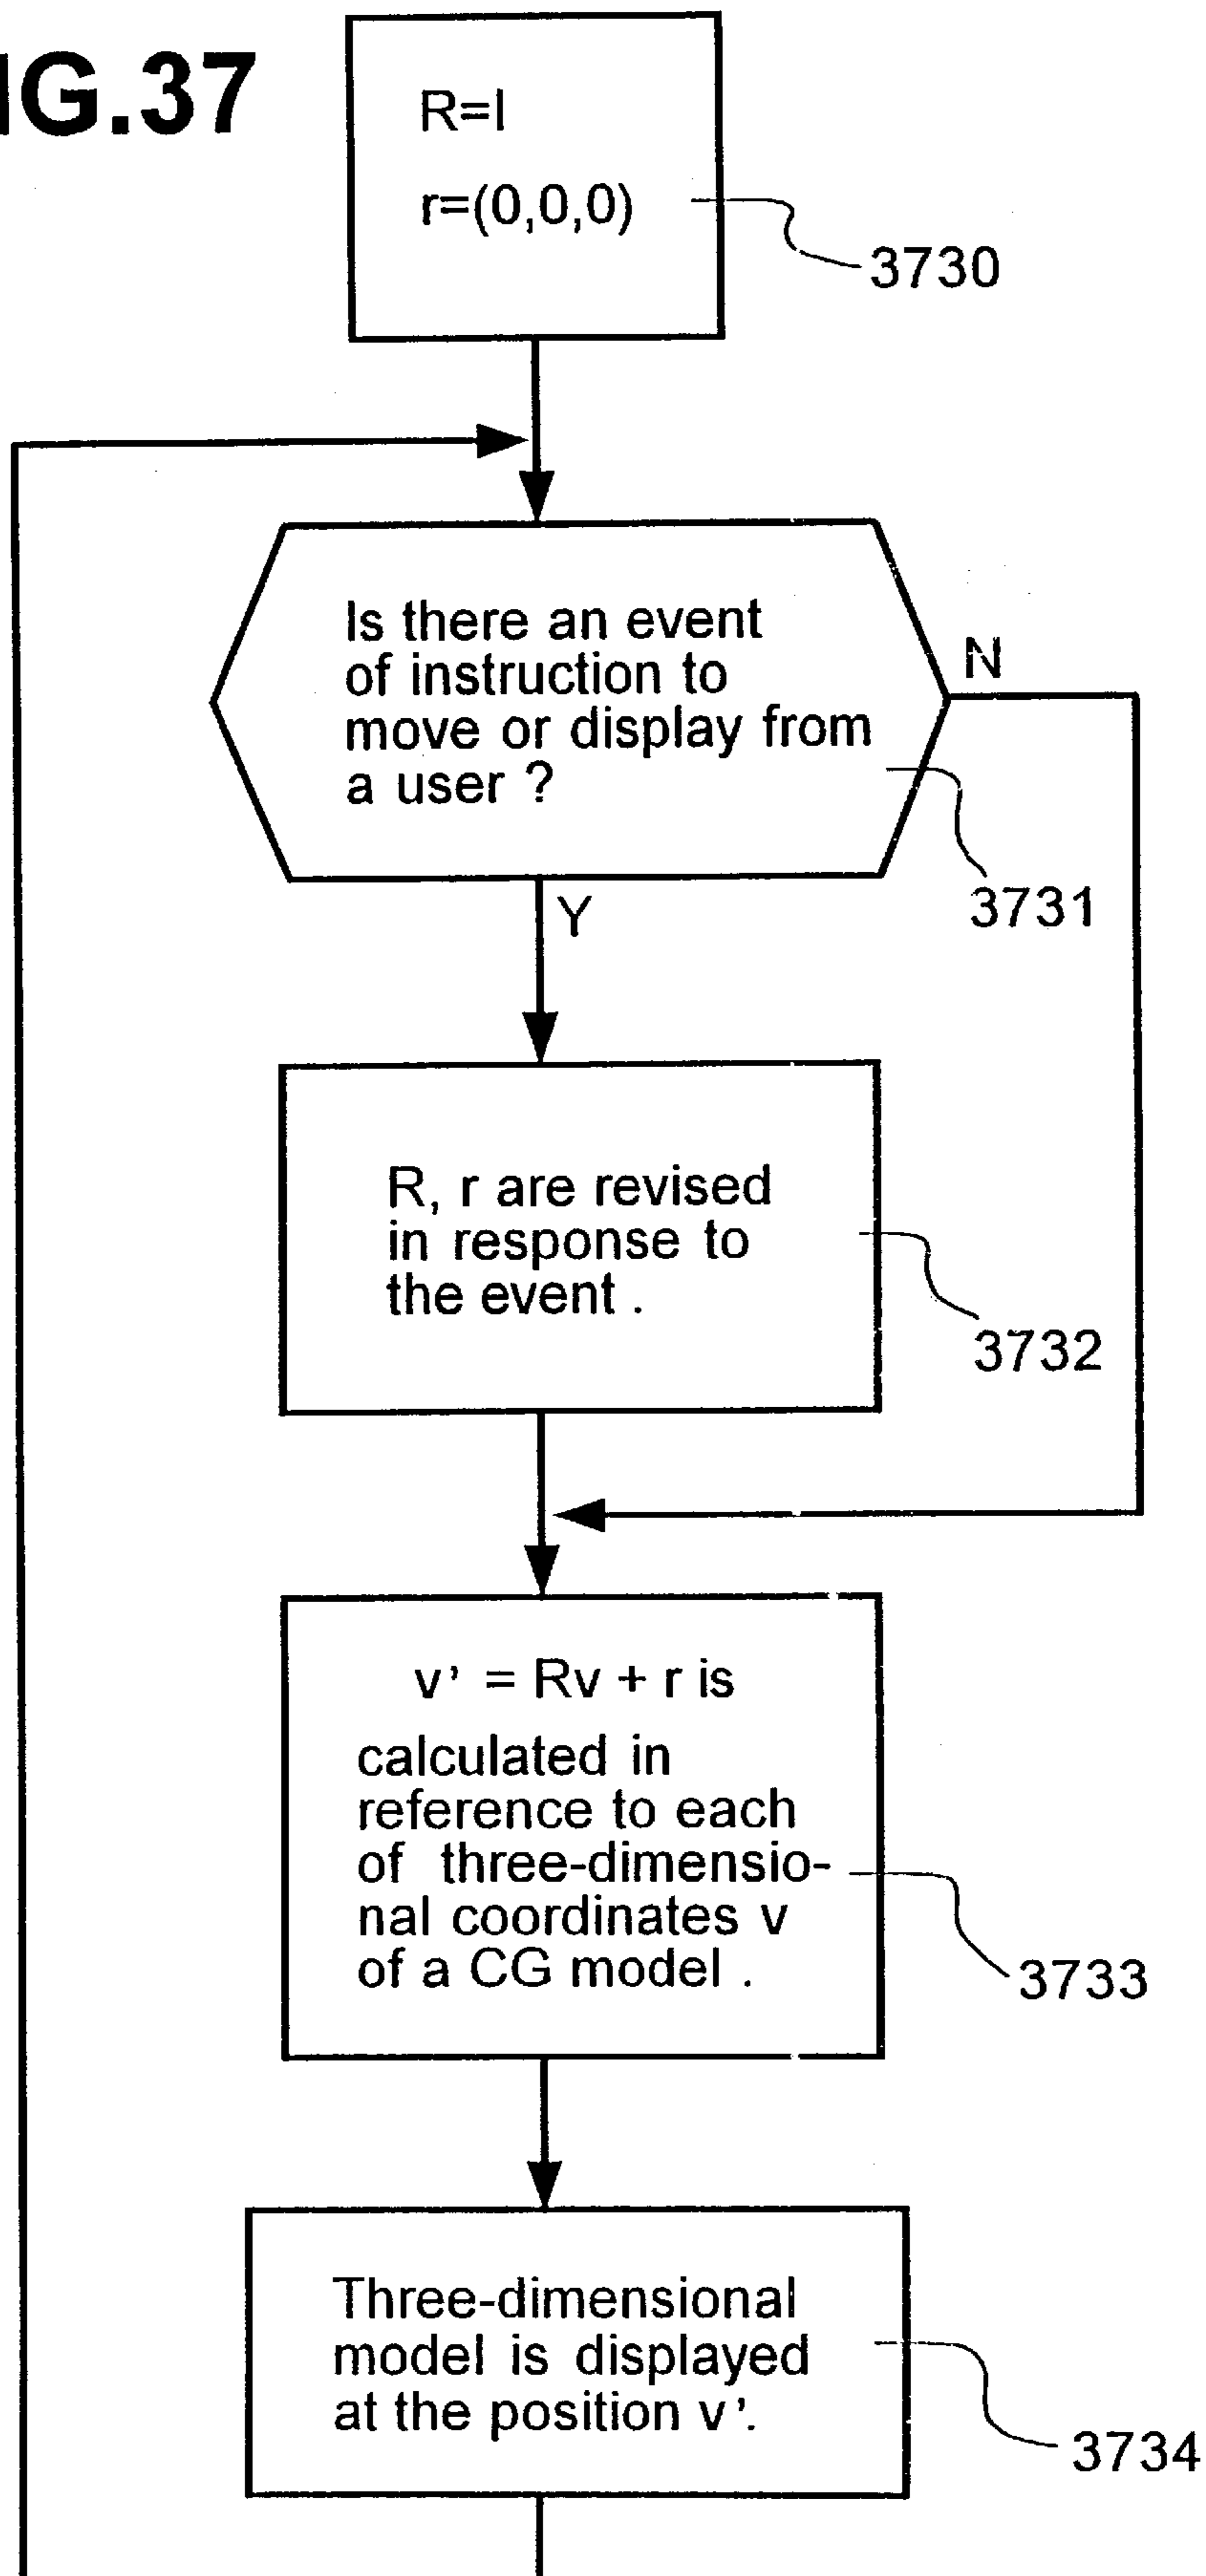 IG.37
R=I
r=(0,0,0)
3730
Is there an event
of instruction to
move or display from
a user ?
N
3731
Y
R, r are revised
in response to
the event .
3732
v' = Rv + r is
calculated in
reference to each
of three-dimensio-
nal coordinates v
of a CG model .
3733
Three-dimensional
model is displayed
at the position v'.
3734